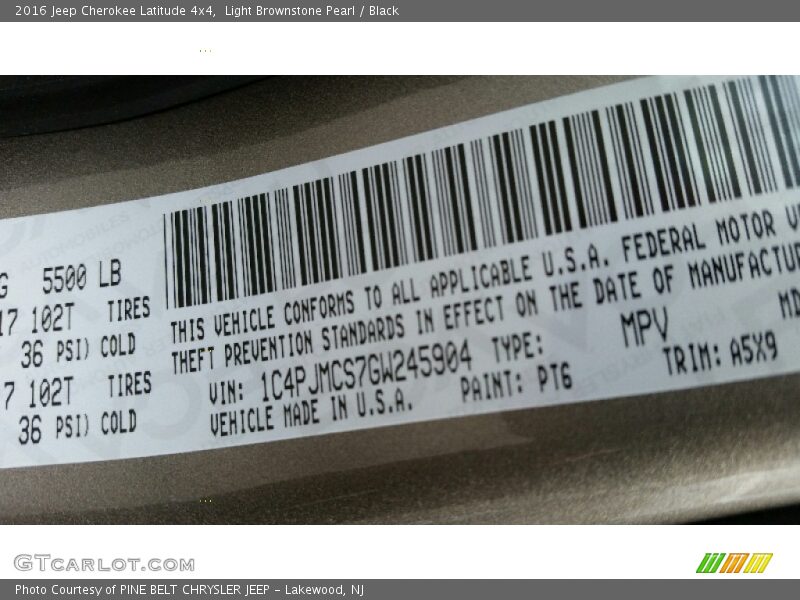 2016 Jeep Cherokee Latitude 4x4,  Light Brownstone Pearl / Black
G 5500 LB
17 102T TIRES
36 PSI) COLD
7 102T TIRES
36 PSI) COLD
THIS VEHICLE CONFORMS TO ALL APPLICABLE U.S.A. FEDERAL MOTOR V
THEFT PREVENTION STANDARDS IN EFFECT ON THE DATE OF MANUFACTUR
VIN: 1C4PJMCS7GW245904 TYPE: MPV MD
VEHICLE MADE IN U.S.A. PAINT: PT6 TRIM: A5X9
GTCarLot.com
Photo Courtesy of PINE BELT CHRYSLER JEEP – Lakewood, NJ